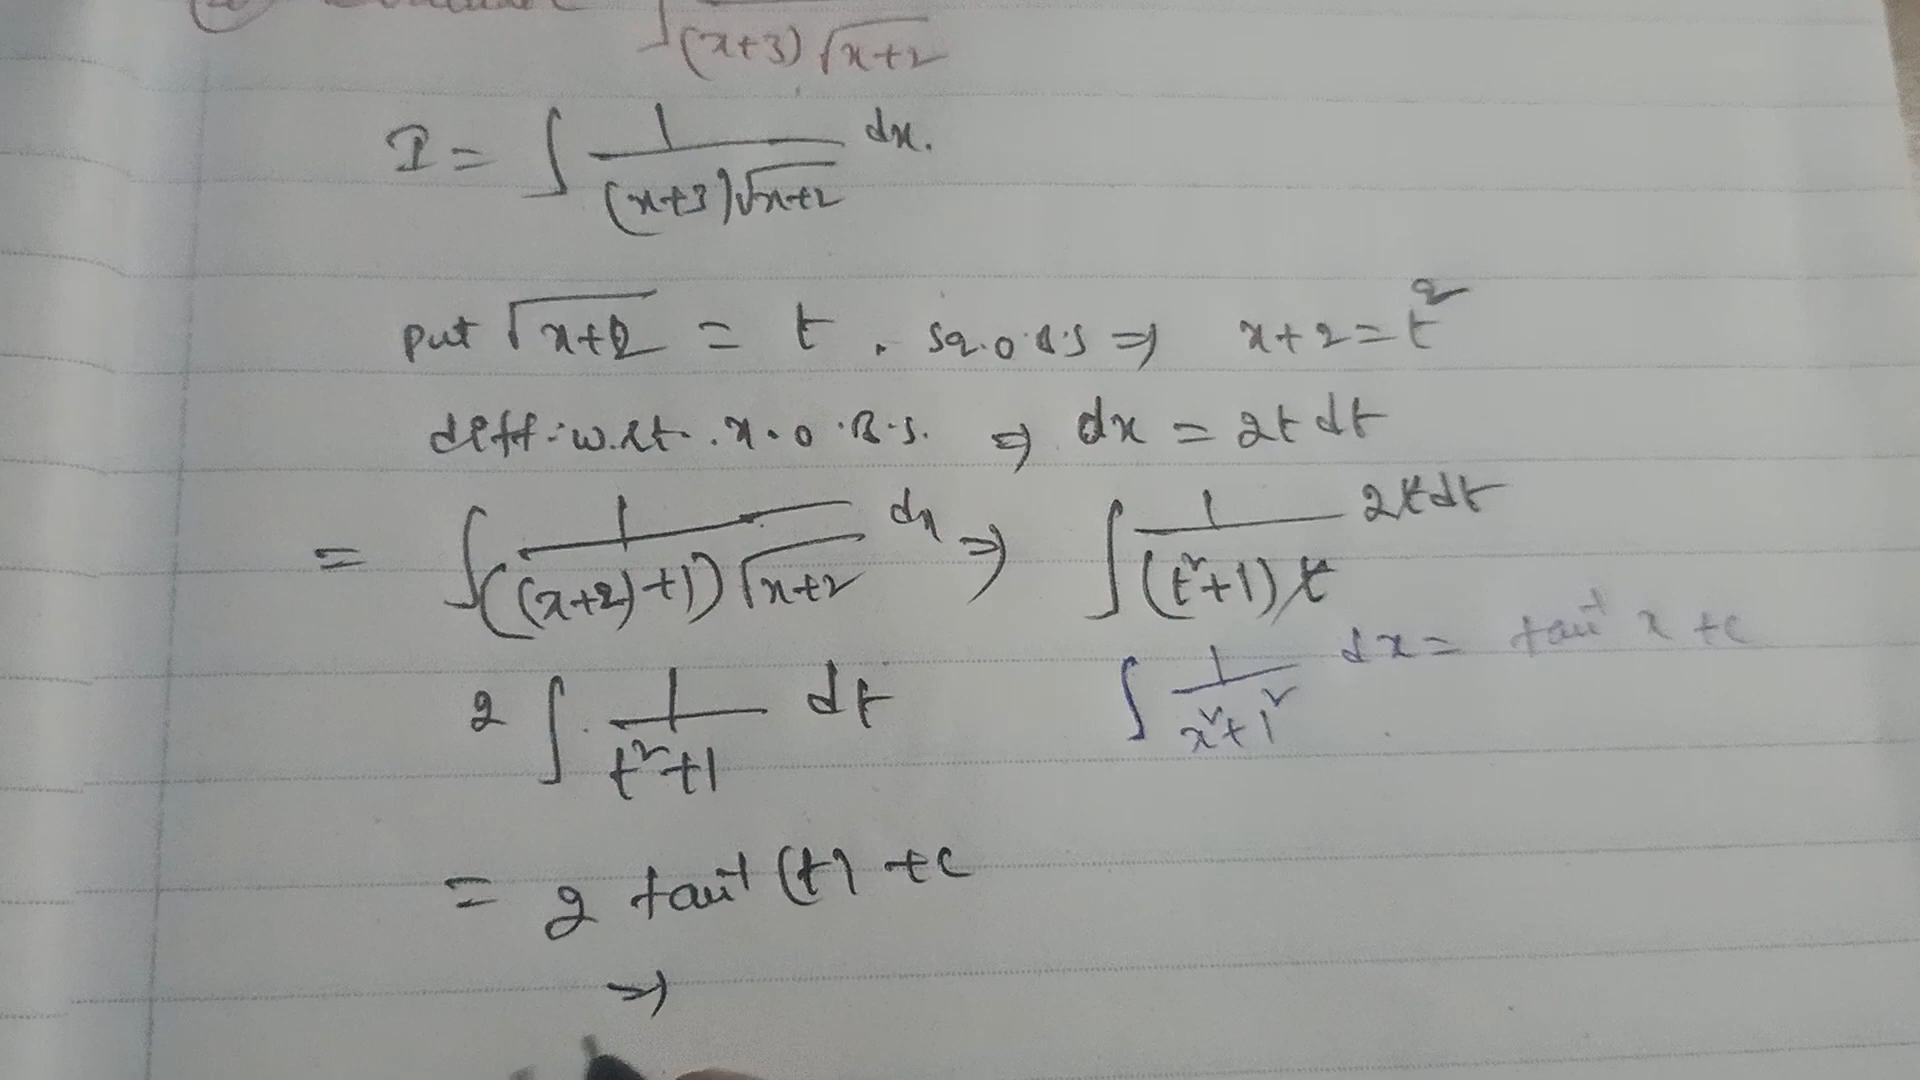 ∫ (x+3) √x+2
I = ∫ 1/((x+3)√x+2) dx.
put √x+2 = t . sq.o.B.S ⇒ x+2 = t²
diff. w.r.t. x. o.B.S. ⇒ dx = 2t dt
= ∫ 1/(((x+2)+1)√x+2) dx ⇒ ∫ 1/((t²+1) t) 2t dt
2 ∫ 1/(t²+1) dt
∫ 1/(x²+1²) dx = tan⁻¹ x + c
= 2 tan⁻¹ (t) + c
⇒